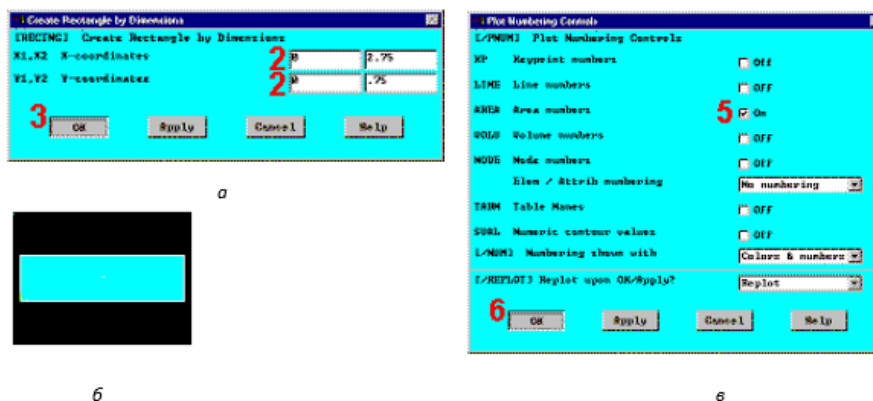 Create Rectangle by Dimensions
[RECTNG] Create Rectangle by Dimensions
X1,X2 X-coordinates 2 0 2.75
Y1,Y2 Y-coordinates 2 0 .75
3 OK Apply Cancel Help
а
б
Plot Numbering Controls
[/PNUM] Plot Numbering Controls
KP Keypoint numbers Off
LINE Line numbers Off
AREA Area numbers 5 On
VOLU Volume numbers Off
NODE Node numbers Off
Elem / Attrib numbering No numbering
TABN Table Names Off
SVAL Numeric contour values Off
[/NUM] Numbering shown with Colors & numbers
[/REPLOT] Replot upon OK/Apply? Replot
6 OK Apply Cancel Help
в